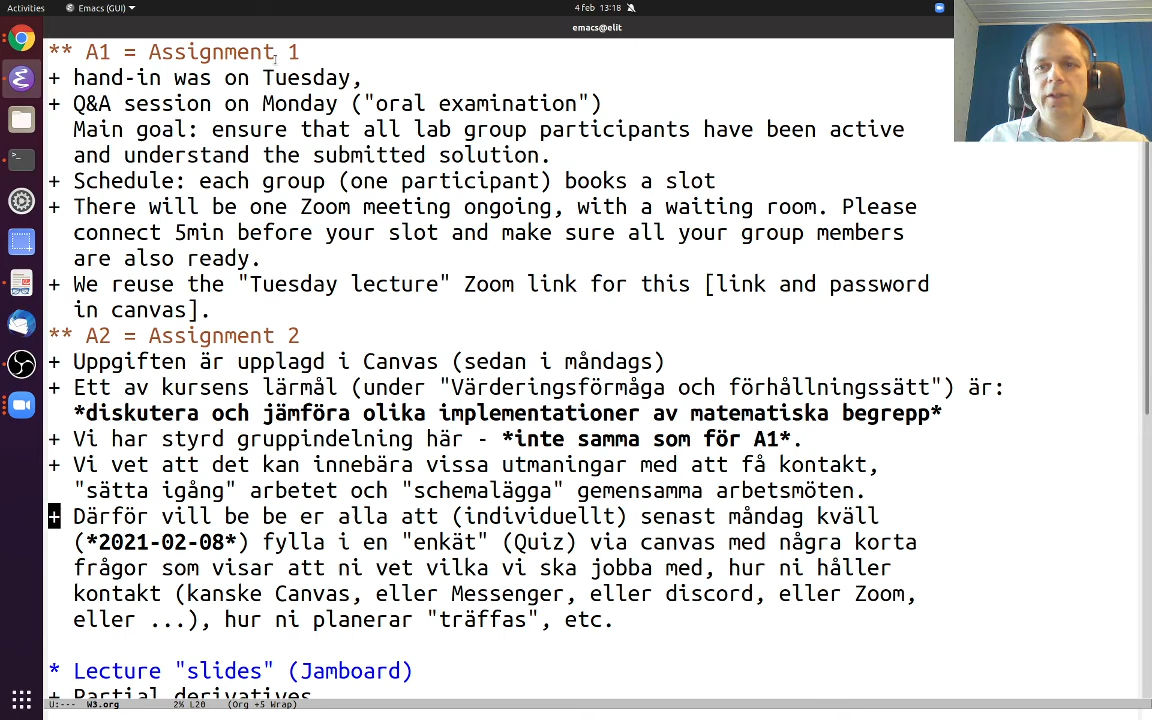 Activities
Emacs (GUI)
4 feb 13:18
emacs@elit
** A1 = Assignment 1
+ hand-in was on Tuesday,
+ Q&A session on Monday ("oral examination")
Main goal: ensure that all lab group participants have been active
and understand the submitted solution.
+ Schedule: each group (one participant) books a slot
+ There will be one Zoom meeting ongoing, with a waiting room. Please
connect 5min before your slot and make sure all your group members
are also ready.
+ We reuse the "Tuesday lecture" Zoom link for this [link and password
in canvas].
** A2 = Assignment 2
+ Uppgiften är upplagd i Canvas (sedan i måndags)
+ Ett av kursens lärmål (under "Värderingsförmåga och förhållningssätt") är:
*diskutera och jämföra olika implementationer av matematiska begrepp*
+ Vi har styrd gruppindelning här - *inte samma som för A1*.
+ Vi vet att det kan innebära vissa utmaningar med att få kontakt,
"sätta igång" arbetet och "schemalägga" gemensamma arbetsmöten.
+ Därför vill be be er alla att (individuellt) senast måndag kväll
(*2021-02-08*) fylla i en "enkät" (Quiz) via canvas med några korta
frågor som visar att ni vet vilka vi ska jobba med, hur ni håller
kontakt (kanske Canvas, eller Messenger, eller discord, eller Zoom,
eller ...), hur ni planerar "träffas", etc.
* Lecture "slides" (Jamboard)
+ Partial derivatives
U:--- W3.org 2% L20 (Org +5 Wrap)